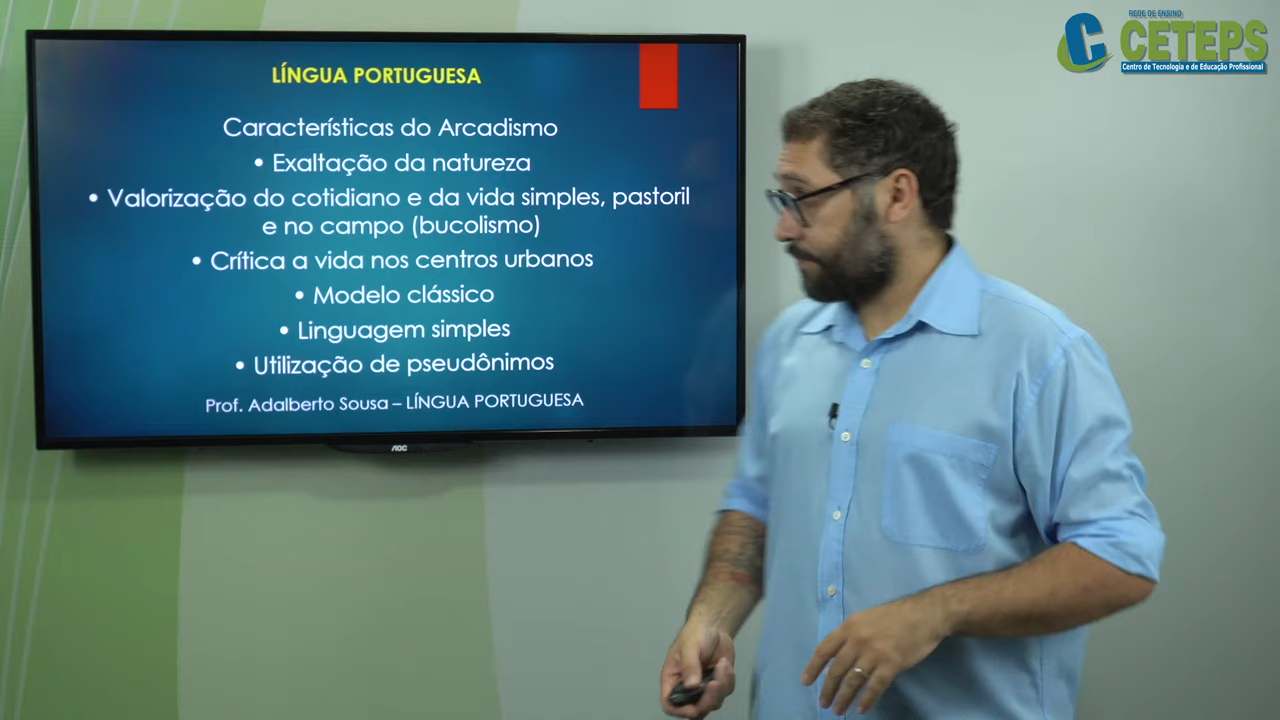 REDE DE ENSINO
CETEPS
Centro de Tecnologia e de Educação Profissional
LÍNGUA PORTUGUESA
Características do Arcadismo
• Exaltação da natureza
• Valorização do cotidiano e da vida simples, pastoril
e no campo (bucolismo)
• Crítica a vida nos centros urbanos
• Modelo clássico
• Linguagem simples
• Utilização de pseudônimos
Prof. Adalberto Sousa – LÍNGUA PORTUGUESA
AOC